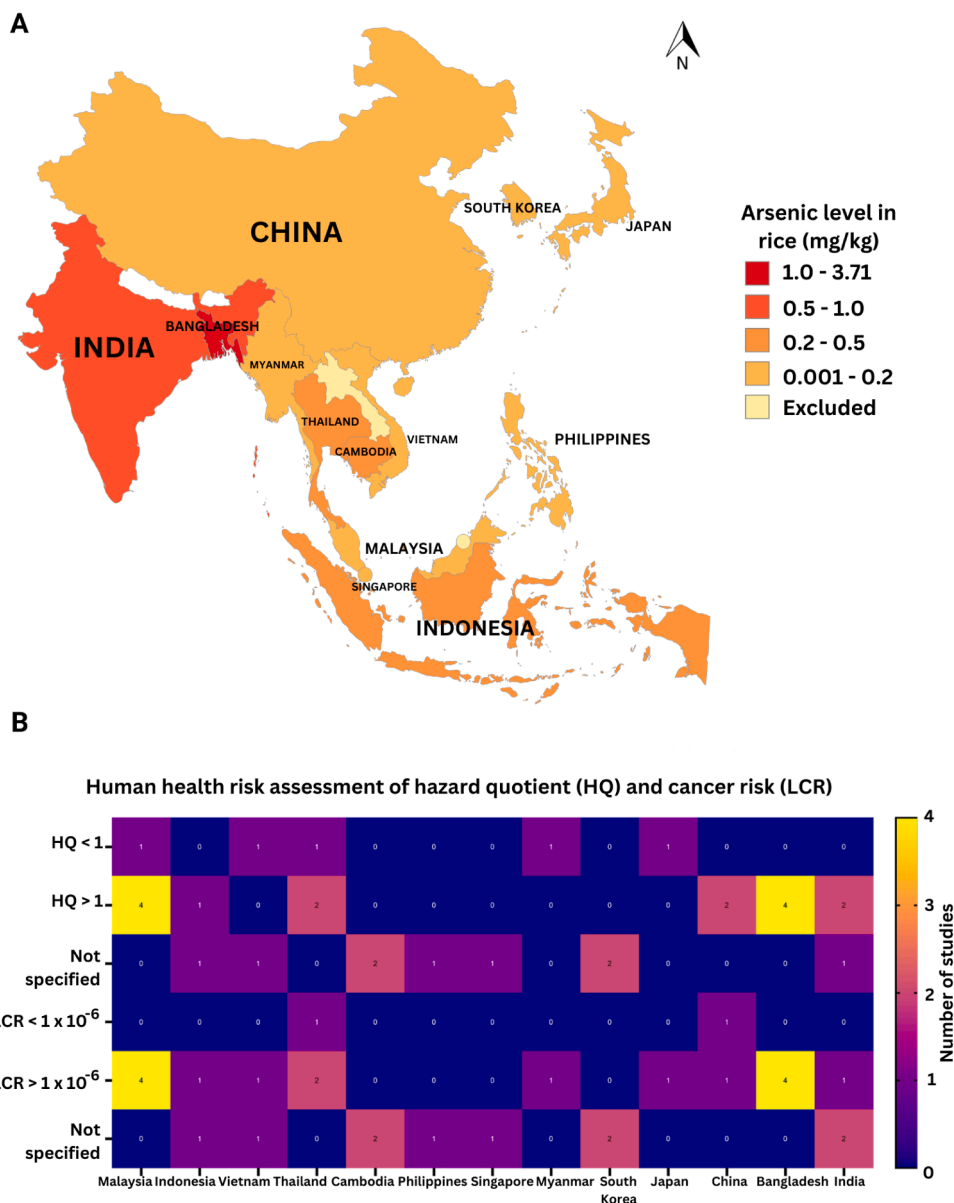 A
N
CHINA
SOUTH KOREA
JAPAN
Arsenic level in
rice (mg/kg)
1.0 - 3.71
0.5 - 1.0
0.2 - 0.5
0.001 - 0.2
Excluded
BANGLADESH
INDIA
MYANMAR
THAILAND
VIETNAM
CAMBODIA
PHILIPPINES
MALAYSIA
SINGAPORE
INDONESIA
B
Human health risk assessment of hazard quotient (HQ) and cancer risk (LCR)
HQ < 1
1 0 1 1 0 0 0 1 0 1 0 0 0
HQ > 1
4 1 0 2 0 0 0 0 0 0 2 4 2
Not
specified
0 1 1 0 2 1 1 0 2 0 0 0 1
LCR < 1 x 10⁻⁶
0 0 0 1 0 0 0 0 0 0 1 0 0
LCR > 1 x 10⁻⁶
4 1 1 2 0 0 0 1 0 1 1 4 1
Not
specified
0 1 1 0 2 1 1 0 2 0 0 0 2
Malaysia Indonesia Vietnam Thailand Cambodia Philippines Singapore Myanmar South Korea Japan China Bangladesh India
4
3
2
1
0
Number of studies